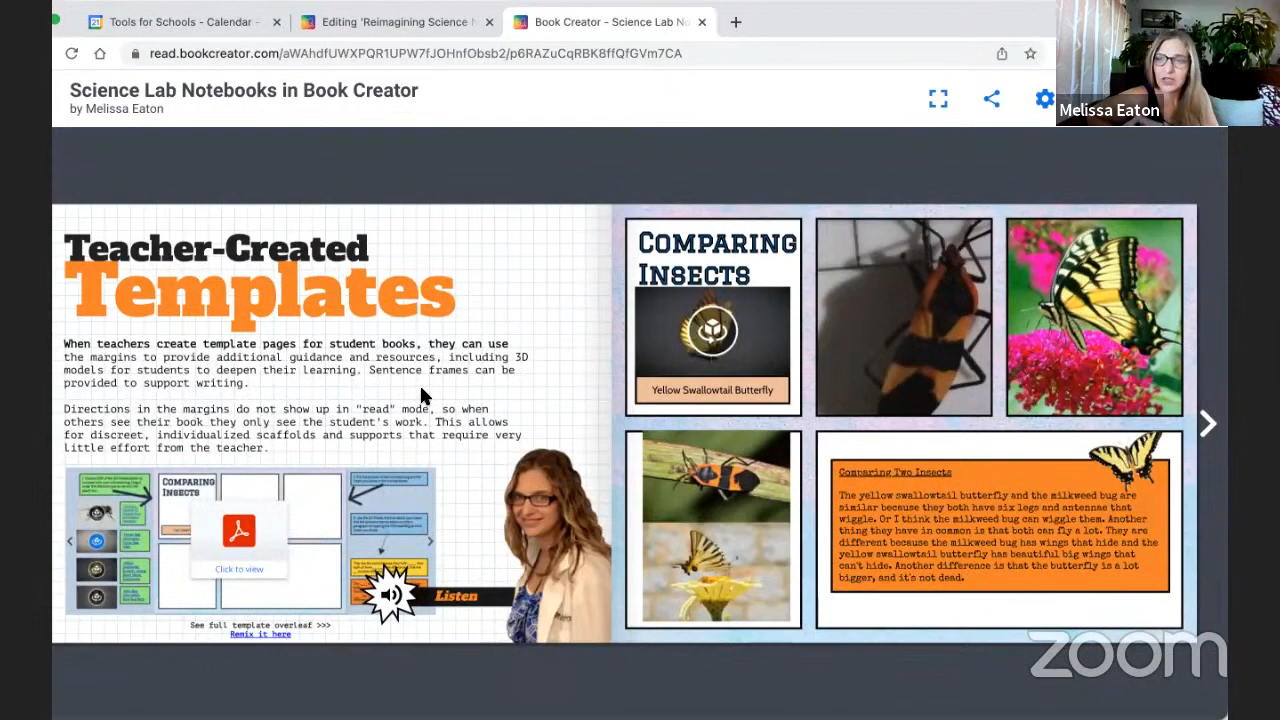 Tools for Schools - Calendar -
Editing 'Reimagining Science
Book Creator - Science Lab No
read.bookcreator.com/aWAhdfUWXPQR1UPW7fJOHnfObsb2/p6RAZuCqRBK8ffQfGVm7CA
Science Lab Notebooks in Book Creator
by Melissa Eaton
Melissa Eaton
Teacher-Created
Templates
When teachers create template pages for student books, they can use
the margins to provide additional guidance and resources, including 3D
models for students to deepen their learning. Sentence frames can be
provided to support writing.
Directions in the margins do not show up in "read" mode, so when
others see their book they only see the student's work. This allows
for discreet, individualized scaffolds and supports that require very
little effort from the teacher.
COMPARING
INSECTS
Click to view
Listen
See full template overleaf >>>
Remix it here
COMPARING
INSECTS
Yellow Swallowtail Butterfly
Comparing Two Insects
The yellow swallowtail butterfly and the milkweed bug are
similar because they both have six legs and antennae that
wiggle. Or I think the milkweed bug can wiggle them. Another
thing they have in common is that both can fly a lot. They are
different because the milkweed bug has wings that hide and the
yellow swallowtail butterfly has beautiful big wings that
can't hide. Another difference is that the butterfly is a lot
bigger, and it's not dead.
zoom